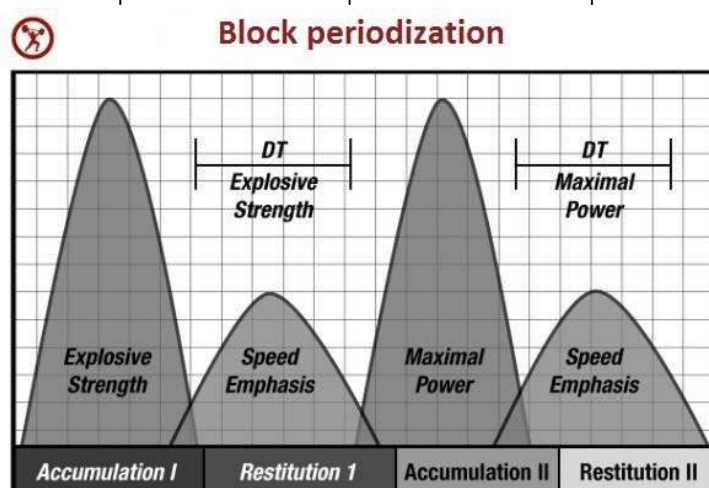 Block periodization
DT
Explosive
Strength
DT
Maximal
Power
Explosive
Strength
Speed
Emphasis
Maximal
Power
Speed
Emphasis
Accumulation I
Restitution 1
Accumulation II
Restitution II